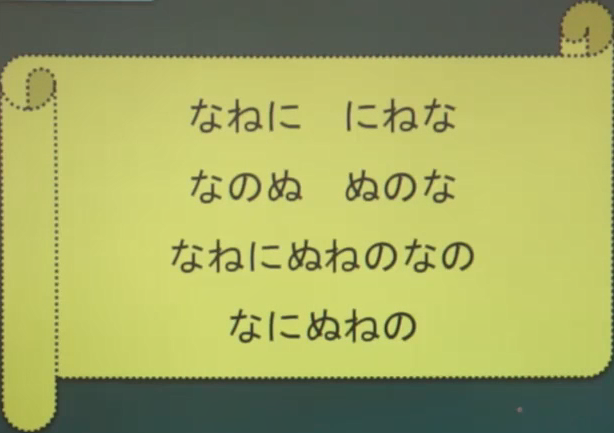 なねに　にねな
なのぬ　ぬのな
なねにぬねのなの
なにぬねの